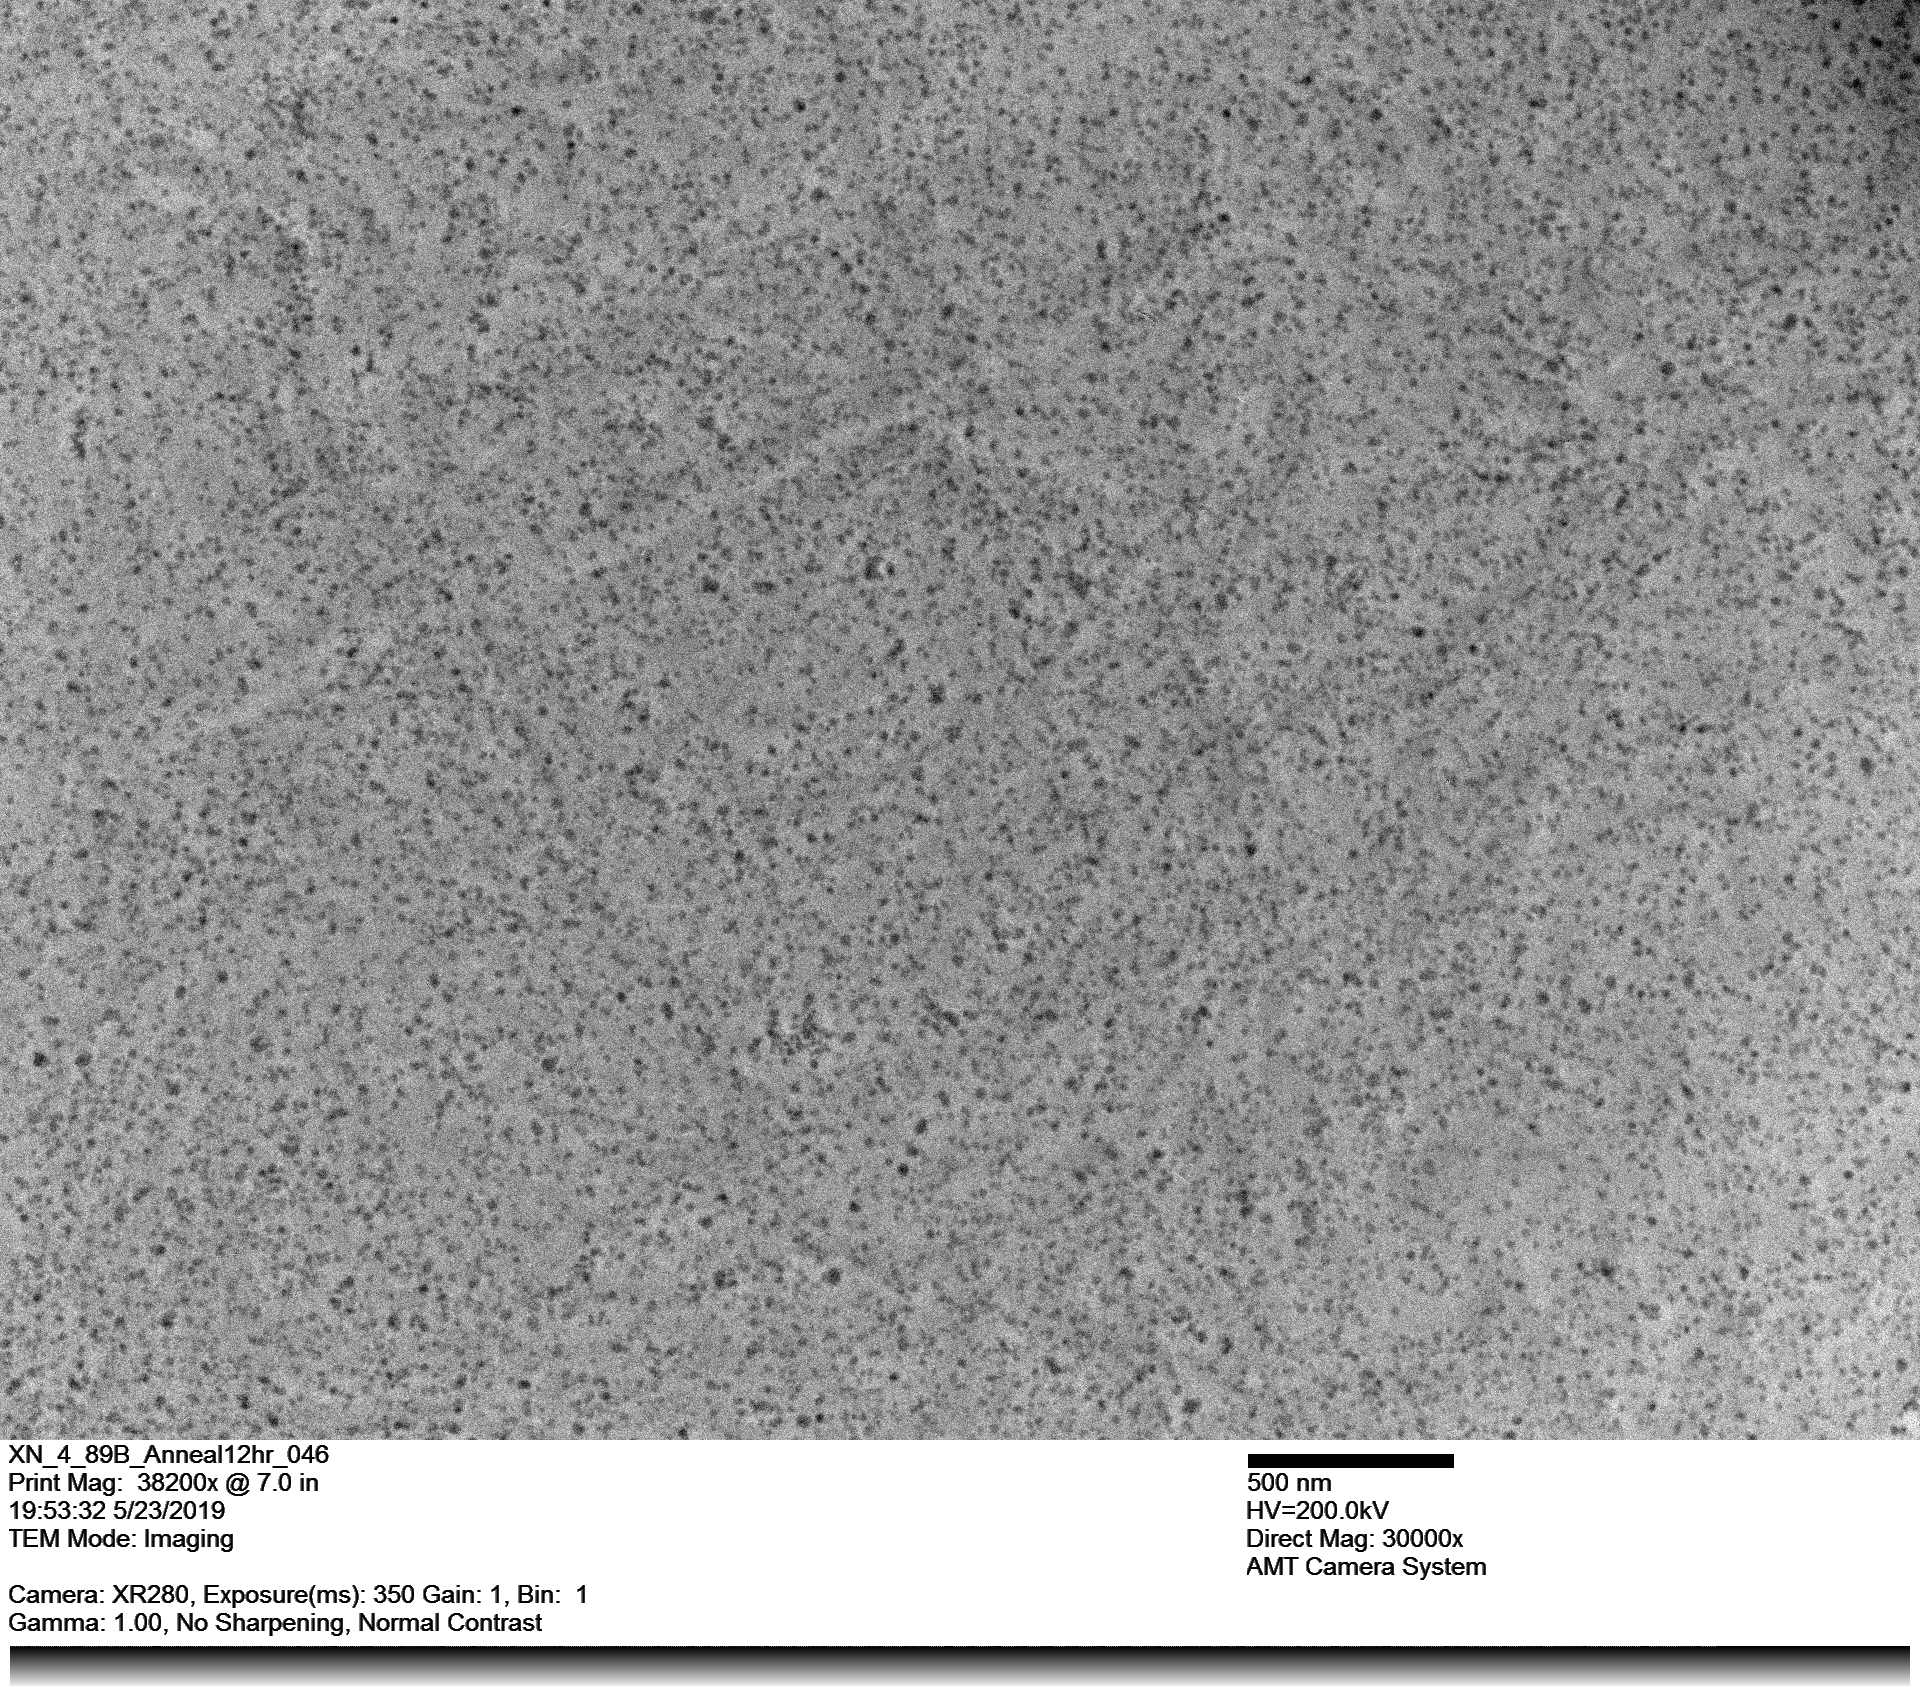 XN_4_89B_Anneal12hr_046
Print Mag: 38200x @ 7.0 in
19:53:32 5/23/2019
TEM Mode: Imaging
Camera: XR280, Exposure(ms): 350 Gain: 1, Bin: 1
Gamma: 1.00, No Sharpening, Normal Contrast
500 nm
HV=200.0kV
Direct Mag: 30000x
AMT Camera System